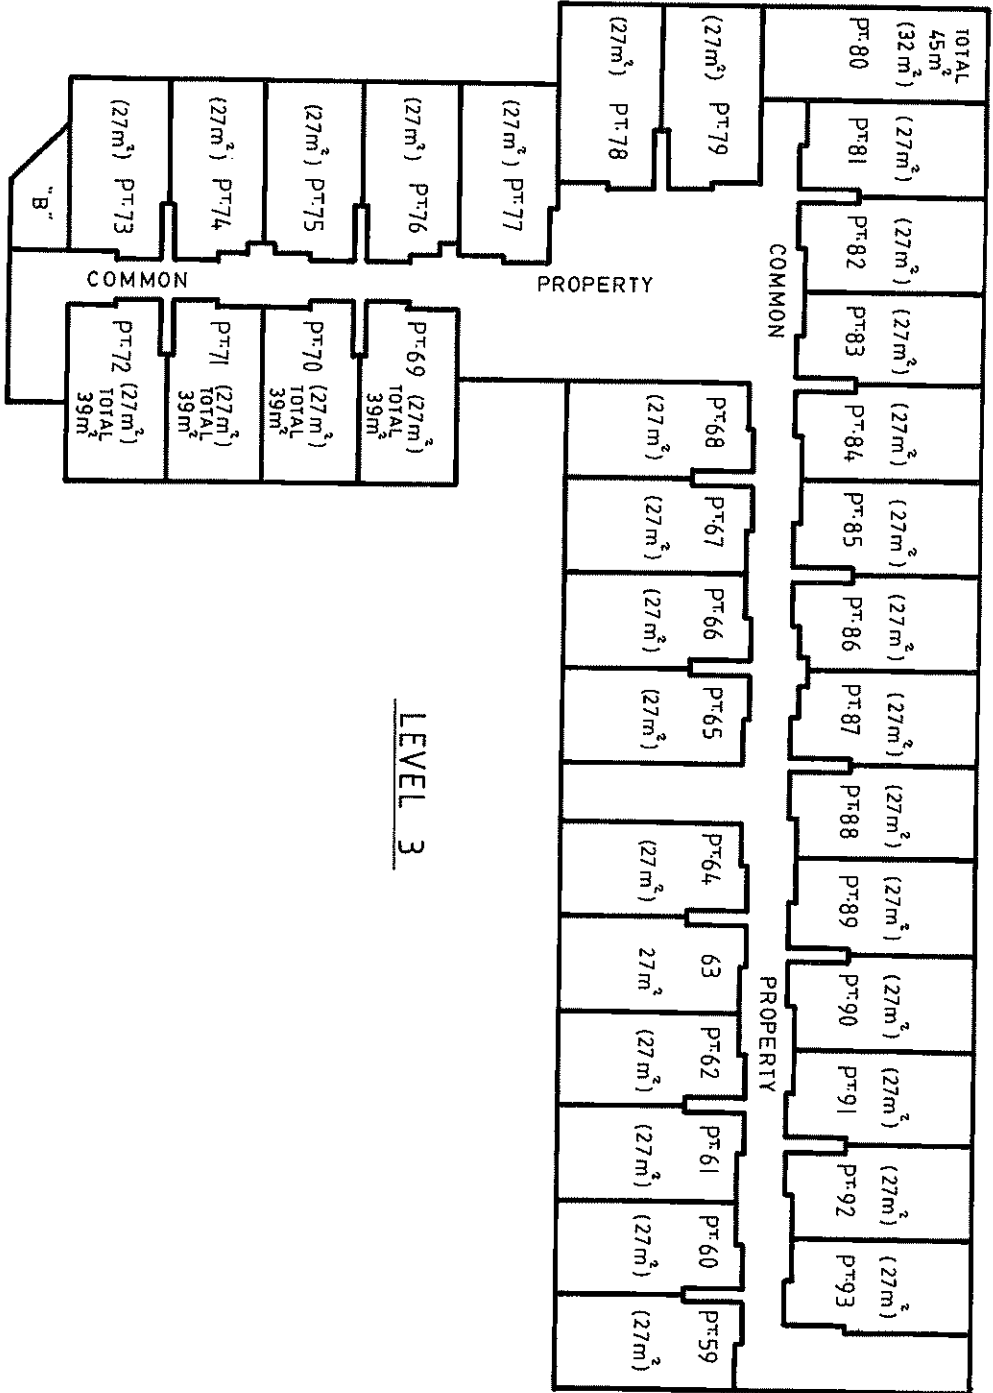 TOTAL
45m²
(32m²)
PT.80
(27m²)
PT.81
(27m²)
PT.82
(27m²)
PT.83
(27m²)
PT.84
(27m²)
PT.85
(27m²)
PT.86
(27m²)
PT.87
(27m²)
PT.88
(27m²)
PT.89
(27m²)
PT.90
(27m²)
PT.91
(27m²)
PT.92
(27m²)
PT.93
COMMON
PROPERTY
PT.79
(27m²)
PT.78
(27m²)
PT.68
(27m²)
PT.67
(27m²)
PT.66
(27m²)
PT.65
(27m²)
PT.64
(27m²)
63
27m²
PT.62
(27m²)
PT.61
(27m²)
PT.60
(27m²)
PT.59
(27m²)
(27m²) PT.77
(27m²) PT.76
(27m²) PT.75
(27m²) PT.74
(27m²) PT.73
"B"
COMMON PROPERTY
PT.69 (27m²)
TOTAL
39m²
PT.70 (27m²)
TOTAL
39m²
PT.71 (27m²)
TOTAL
39m²
PT.72 (27m²)
TOTAL
39m²
LEVEL 3